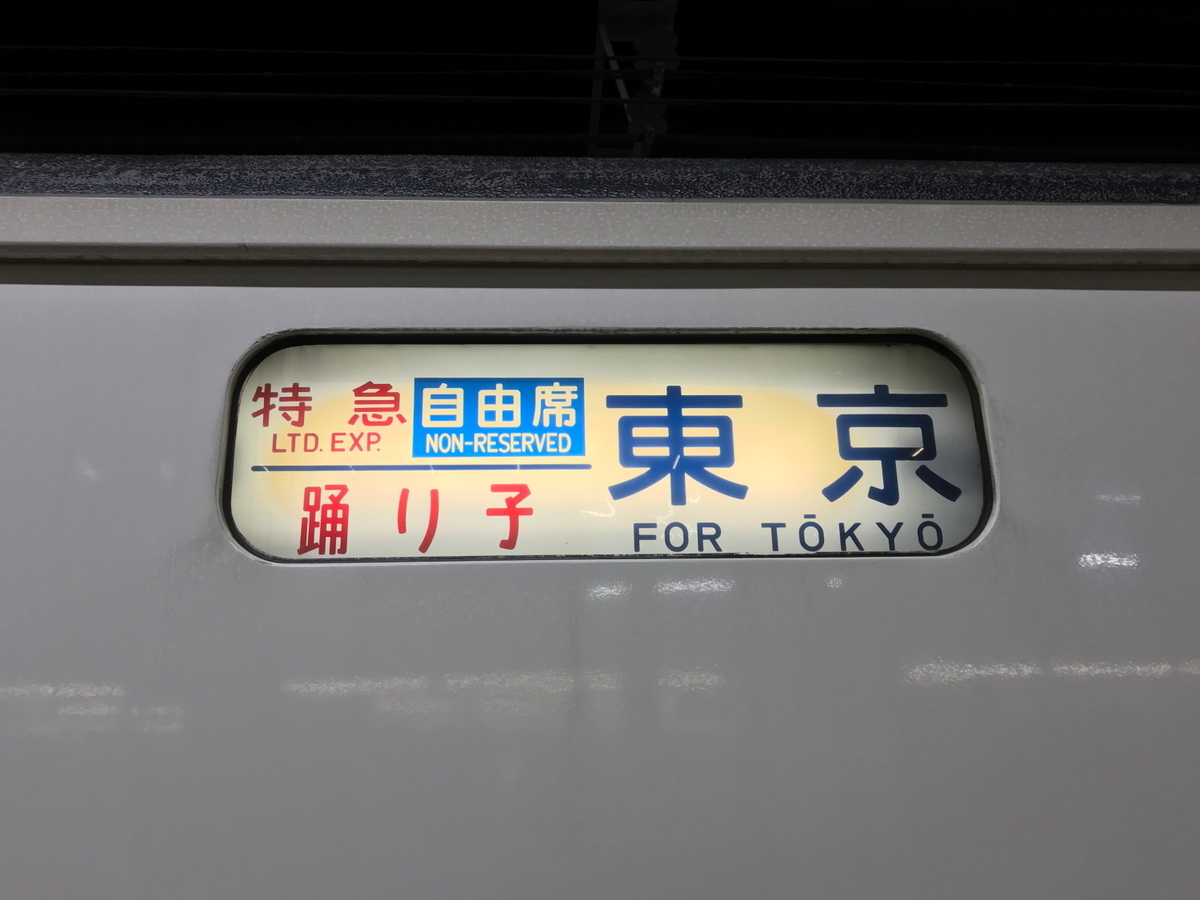 特急
LTD. EXP.
自由席
NON-RESERVED
踊り子
東京
FOR TŌKYŌ